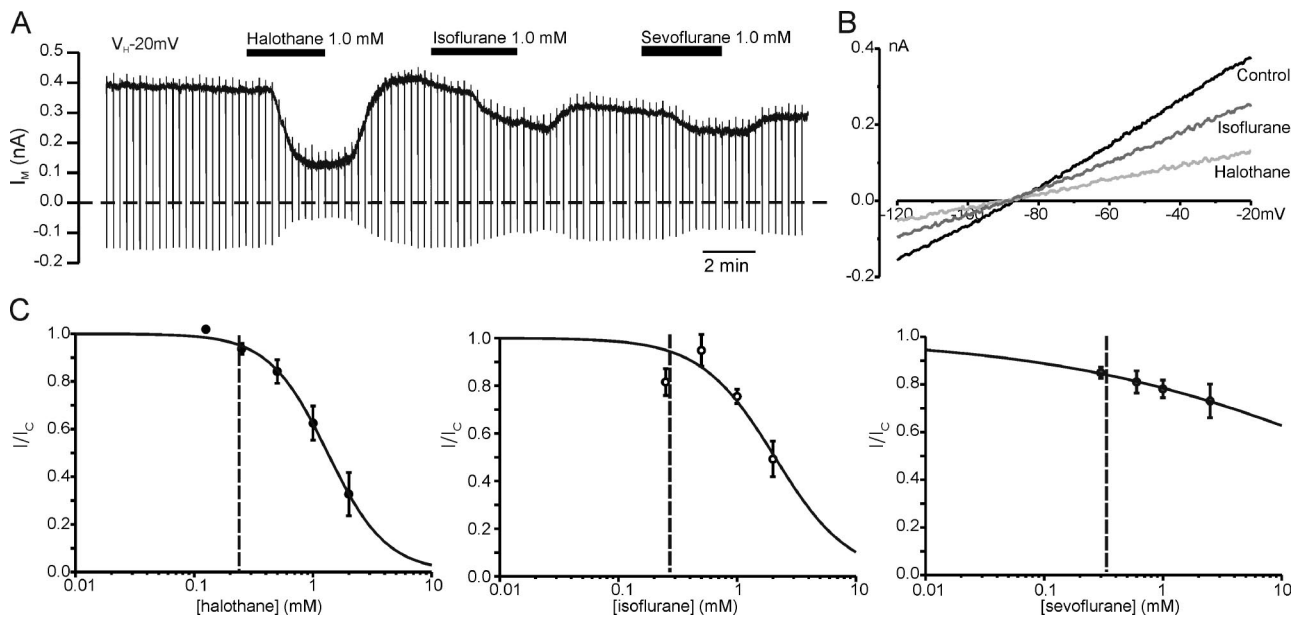 A
V_H-20mV
Halothane 1.0 mM
Isoflurane 1.0 mM
Sevoflurane 1.0 mM
I_M (nA)
0.5
0.4
0.3
0.2
0.1
0.0
-0.1
-0.2
2 min
B
nA
0.4
0.2
0.0
-0.2
-120
-100
-80
-60
-40
-20mV
Control
Isoflurane
Halothane
C
I/I_C
1.0
0.8
0.6
0.4
0.2
0.0
0.01
0.1
1
10
[halothane] (mM)
I/I_C
1.0
0.8
0.6
0.4
0.2
0.0
0.01
0.1
1
10
[isoflurane] (mM)
I/I_C
1.0
0.8
0.6
0.4
0.2
0.0
0.01
0.1
1
10
[sevoflurane] (mM)